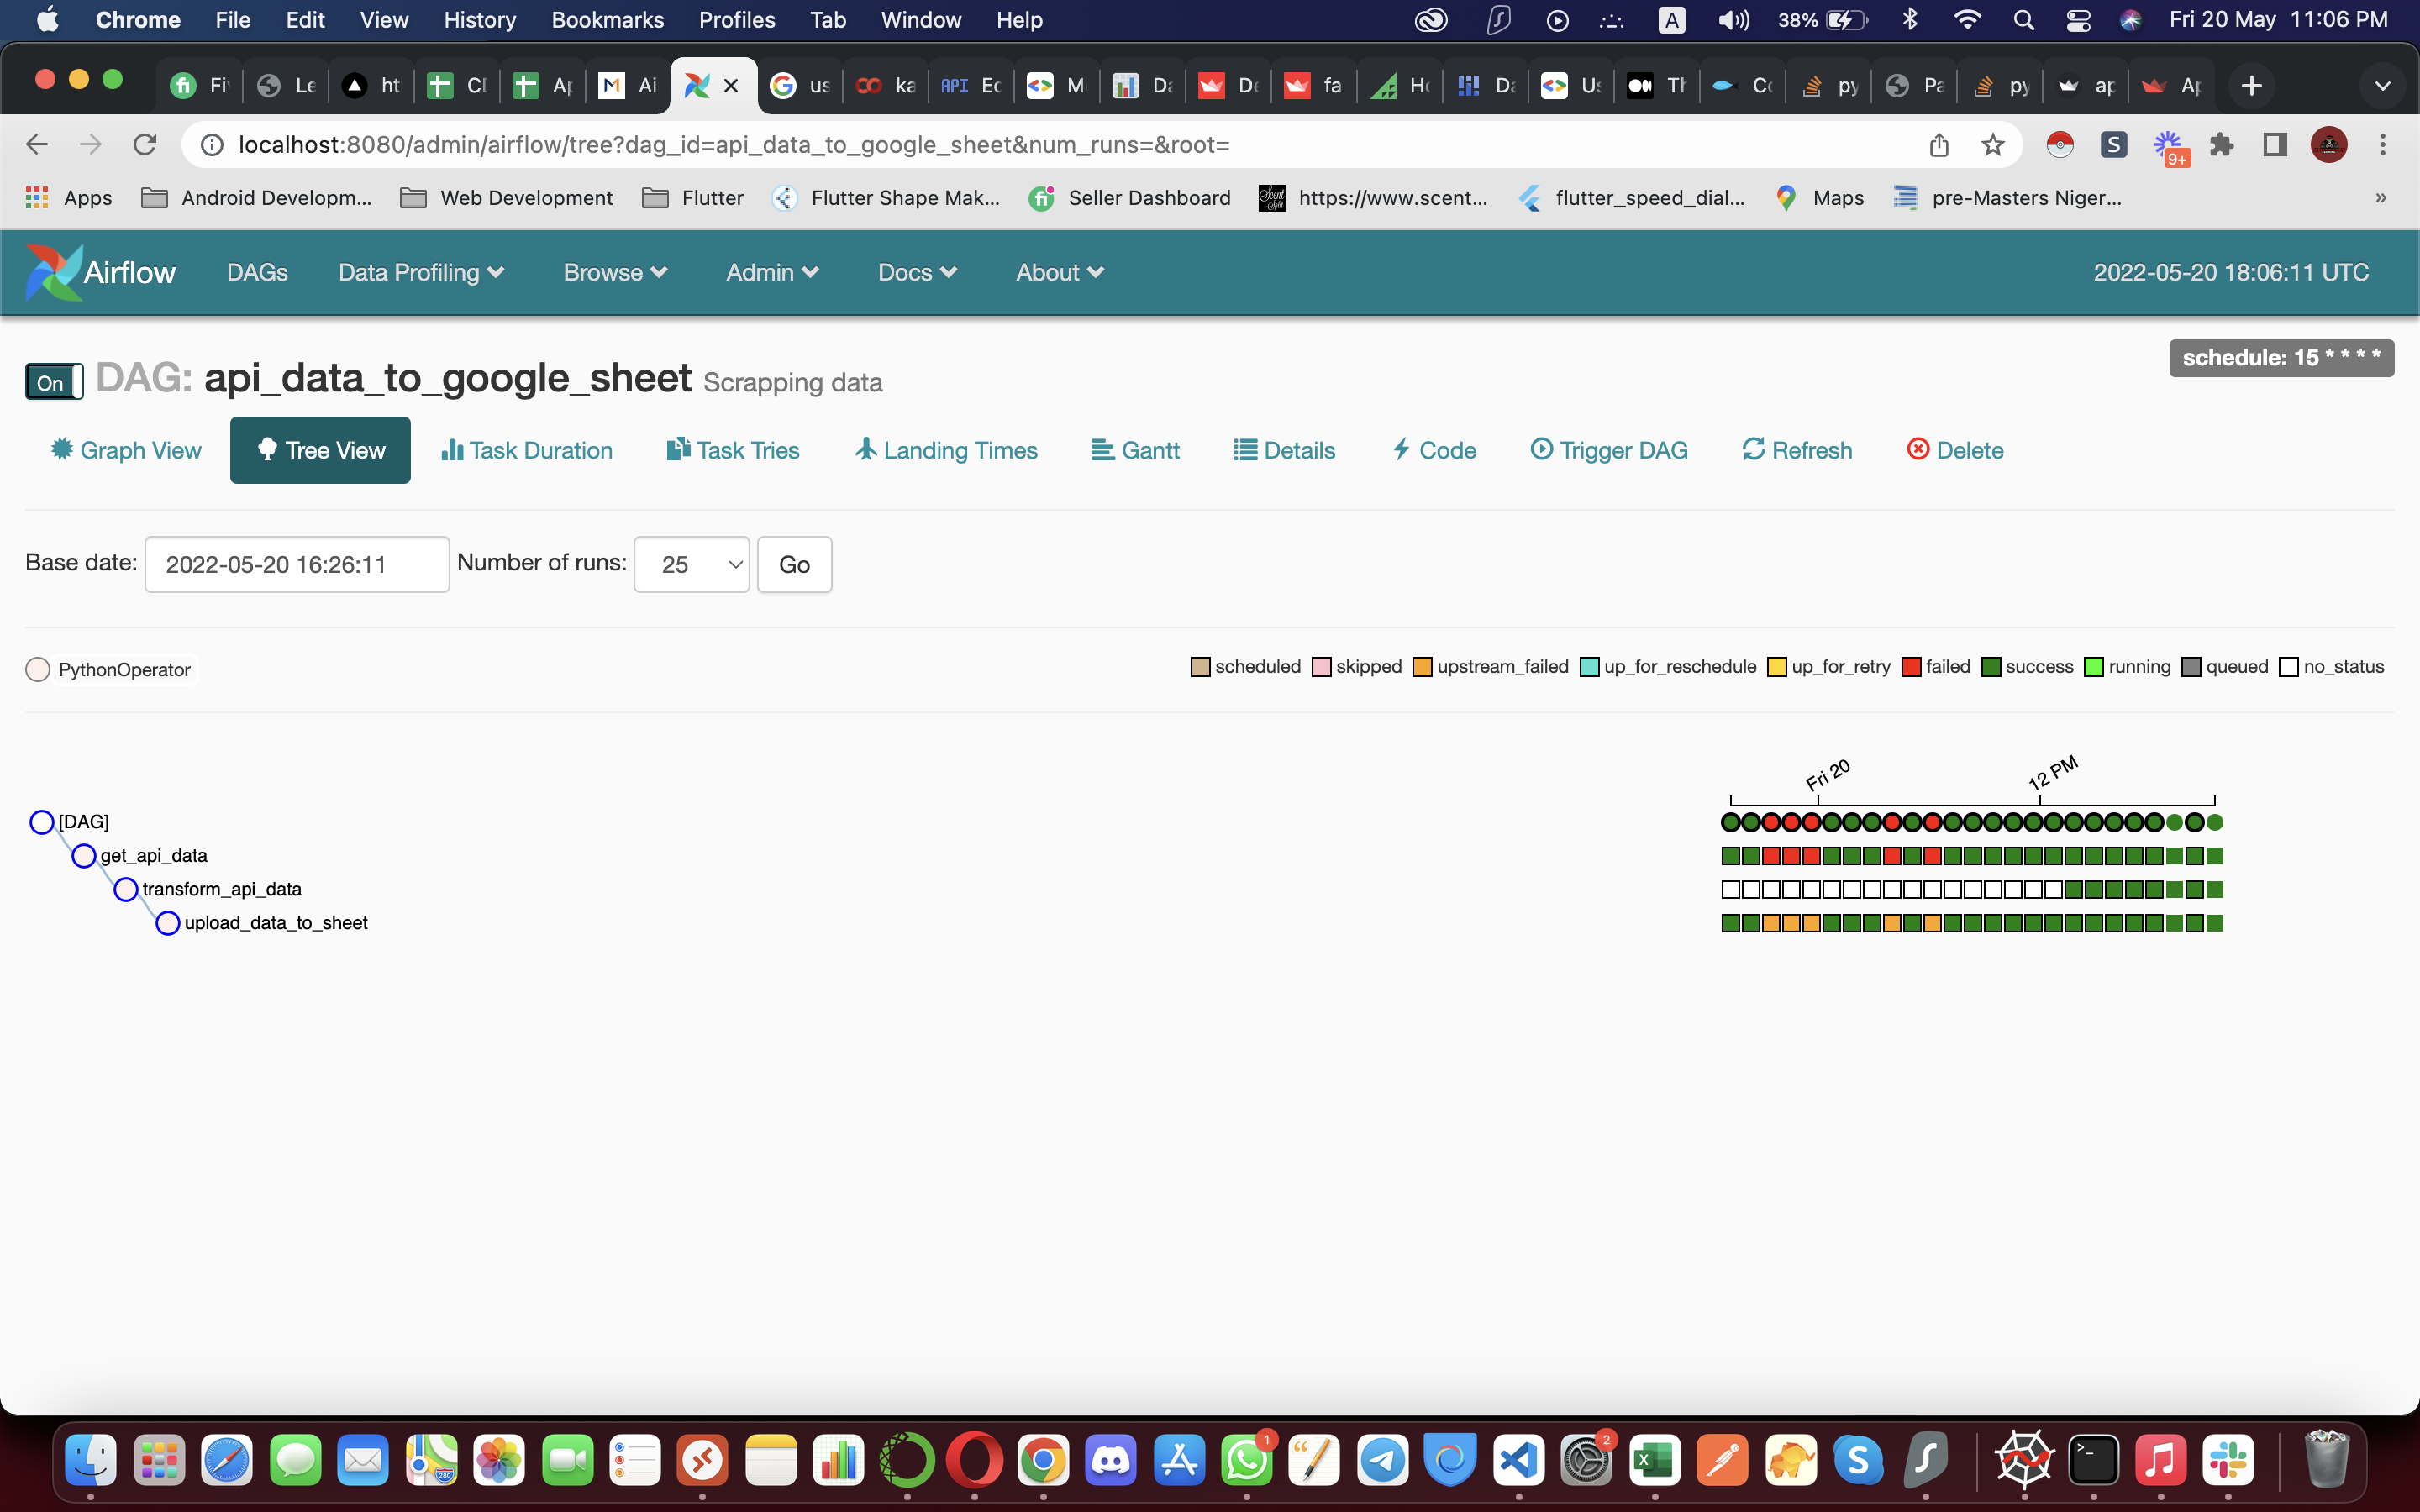 Chrome File Edit View History Bookmarks Profiles Tab Window Help A 38% Fri 20 May 11:06 PM
Fi Le ht Cl Ap M Ai us ka API Ec M Da De fa Ho Da Us Th Co py Pa py ap Ap
localhost:8080/admin/airflow/tree?dag_id=api_data_to_google_sheet&num_runs=&root= S 9+
Apps Android Developm... Web Development Flutter Flutter Shape Mak... Seller Dashboard https://www.scent... flutter_speed_dial... Maps pre-Masters Niger... »
Airflow DAGs Data Profiling Browse Admin Docs About 2022-05-20 18:06:11 UTC
schedule: 15 * * * *
On DAG: api_data_to_google_sheet Scrapping data
Graph View Tree View Task Duration Task Tries Landing Times Gantt Details Code Trigger DAG Refresh Delete
Base date: 2022-05-20 16:26:11 Number of runs: 25 Go
PythonOperator scheduled skipped upstream_failed up_for_reschedule up_for_retry failed success running queued no_status
Fri 20 12 PM
[DAG]
get_api_data
transform_api_data
upload_data_to_sheet
280 1 2 X S >_